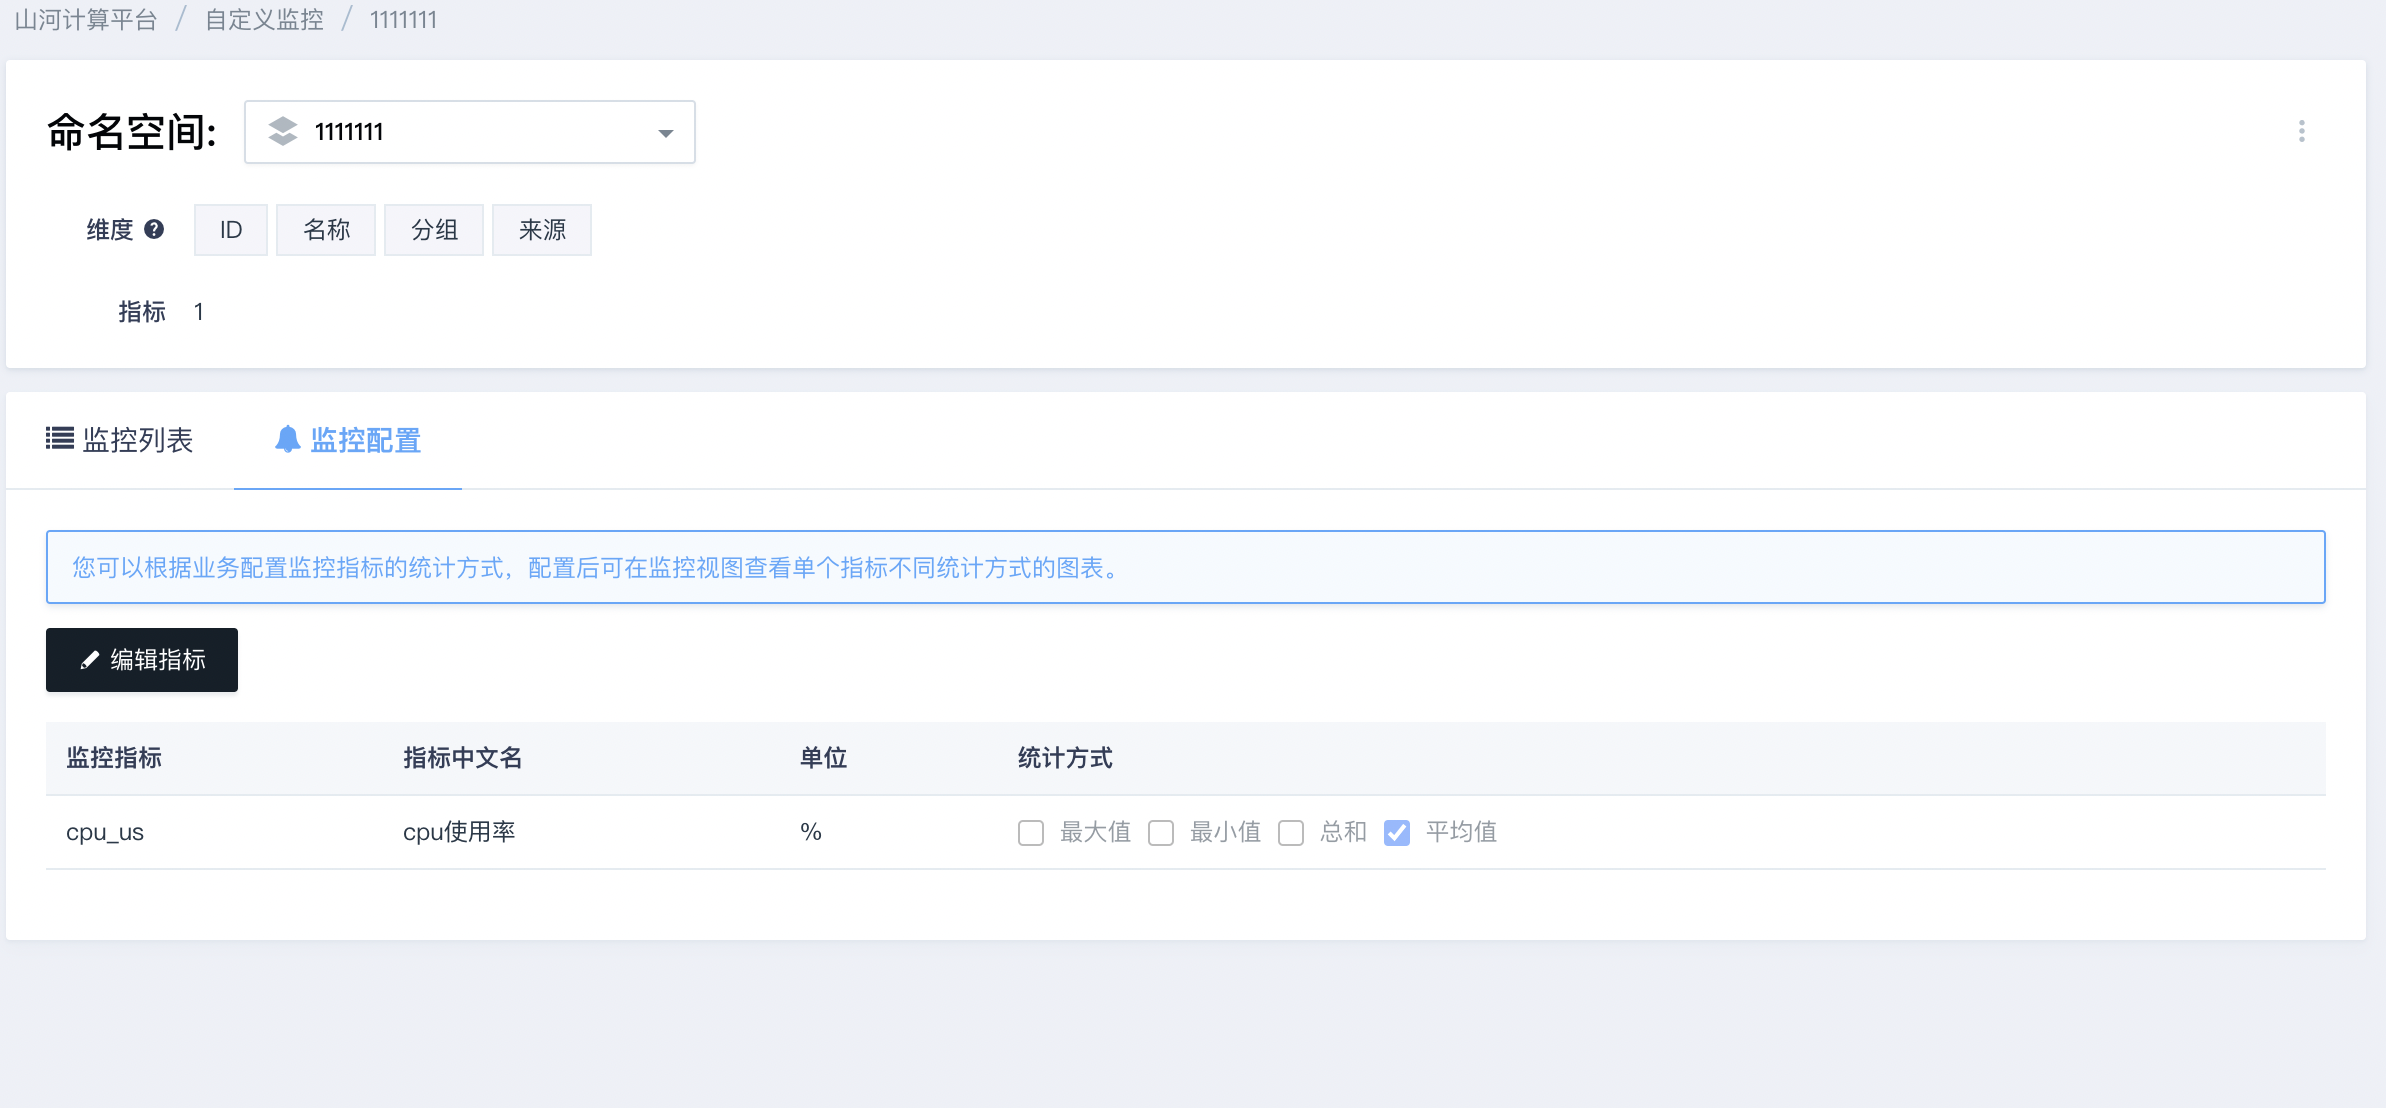 山河计算平台 / 自定义监控 / 1111111
命名空间: 1111111
维度 ID 名称 分组 来源
指标 1
监控列表 监控配置
您可以根据业务配置监控指标的统计方式，配置后可在监控视图查看单个指标不同统计方式的图表。
编辑指标
监控指标 指标中文名 单位 统计方式
cpu_us cpu使用率 % 最大值 最小值 总和 平均值